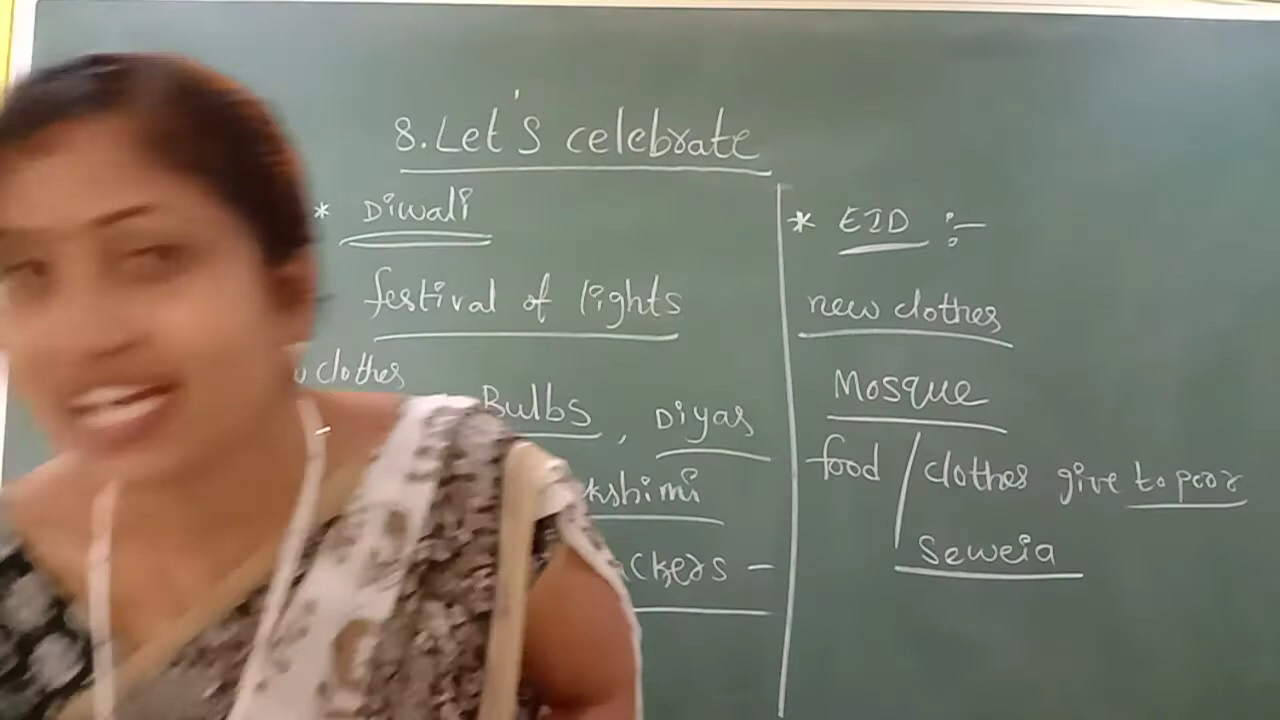 8. Let's celebrate
* Diwali
festival of lights
clothes
Bulbs, Diyas
* EID :-
new clothes
Mosque
food / clothes give to poor
Seweia